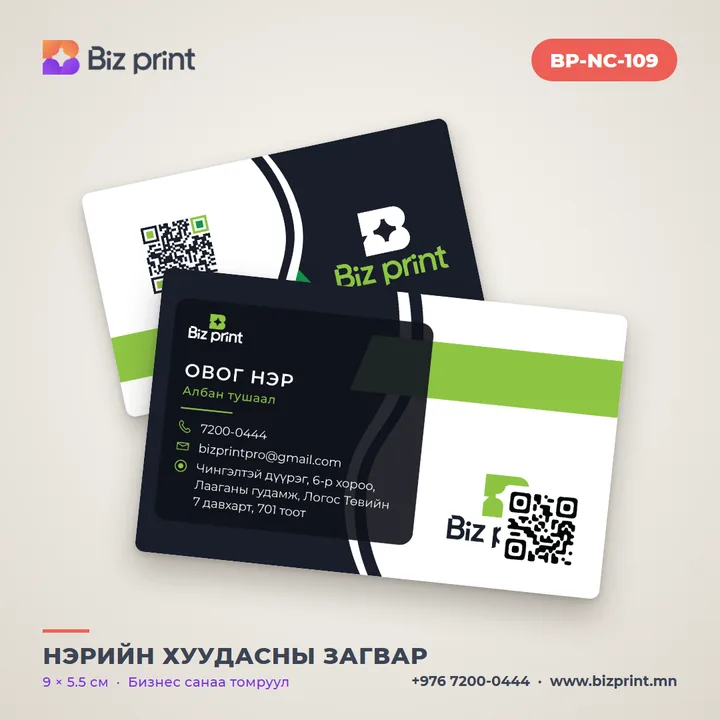 Biz print
BP-NC-109
Biz print
Biz print
ОВОГ НЭР
Албан тушаал
7200-0444
bizprintpro@gmail.com
Чингэлтэй дүүрэг, 6-р хороо,
Лааганы гудамж, Логос Төвийн
7 давхарт, 701 тоот
Biz
НЭРИЙН ХУУДАСНЫ ЗАГВАР
9 × 5.5 см · Бизнес санаа томруул
+976 7200-0444 · www.bizprint.mn